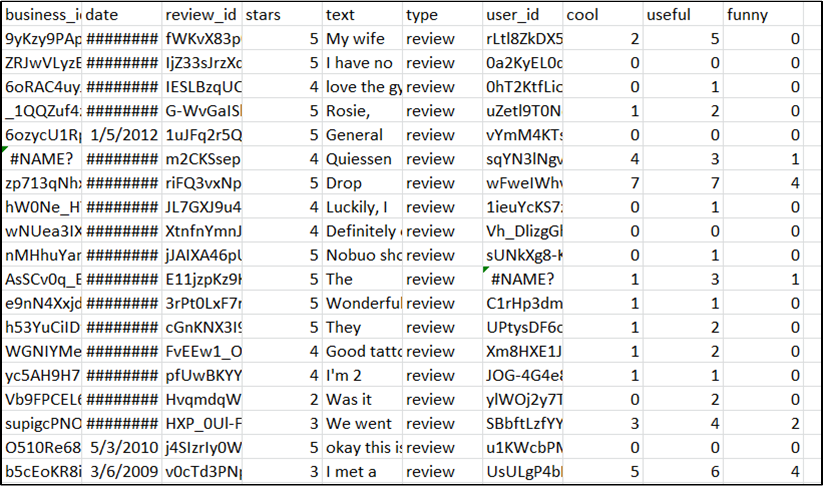 business_i date review_id stars text type user_id cool useful funny
9yKzy9PAp ######## fWKvX83p 5 My wife review rLtl8ZkDX5 2 5 0
ZRJwVLyzE ######## IjZ33sJrzXc 5 I have no review 0a2KyEL0c 0 0 0
6oRAC4uy ######## IESLBzqUC 4 love the gy review 0hT2KtfLic 0 1 0
_1QQZuf4 ######## G-WvGaISl 5 Rosie, review uZetl9T0N 1 2 0
6ozycU1Rp 1/5/2012 1uJFq2r5Q 5 General review vYmM4KTs 0 0 0
#NAME? ######## m2CKSsep 4 Quiessen review sqYN3lNgv 4 3 1
zp713qNhx ######## riFQ3vxNp 5 Drop review wFweIWhv 7 7 4
hW0Ne_H ######## JL7GXJ9u4 4 Luckily, I review 1ieuYcKS7 0 1 0
wNUea3IX ######## XtnfnYmnJ 4 Definitely review Vh_DlizgGl 0 0 0
nMHhuYar ######## jJAIXA46pU 5 Nobuo sho review sUNkXg8-K 0 1 0
AsSCv0q_E ######## E11jzpKz9K 5 The review #NAME? 1 3 1
e9nN4Xxjd ######## 3rPt0LxF7r 5 Wonderful review C1rHp3dm 1 1 0
h53YuCiID ######## cGnKNX3I9 5 They review UPtysDF6c 1 2 0
WGNIYMe ######## FvEEw1_O 4 Good tatto review Xm8HXE1J 1 2 0
yc5AH9H7 ######## pfUwBKYY 4 I'm 2 review JOG-4G4e8 1 1 0
Vb9FPCEL6 ######## HvqmdqW 2 Was it review ylWOj2y7T 0 2 0
supigcPNO ######## HXP_0Ul-F 3 We went review SBbftLzfYY 3 4 2
O510Re68 5/3/2010 j4SIzrIy0W 5 okay this is review u1KWcbPM 0 0 0
b5cEoKR8i 3/6/2009 v0cTd3PNp 3 I met a review UsULgP4b 5 6 4